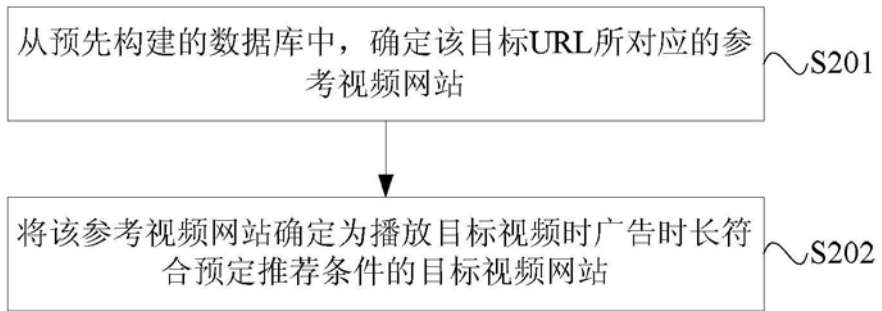 从预先构建的数据库中，确定该目标URL所对应的参
考视频网站
S201
将该参考视频网站确定为播放目标视频时广告时长符
合预定推荐条件的目标视频网站
S202